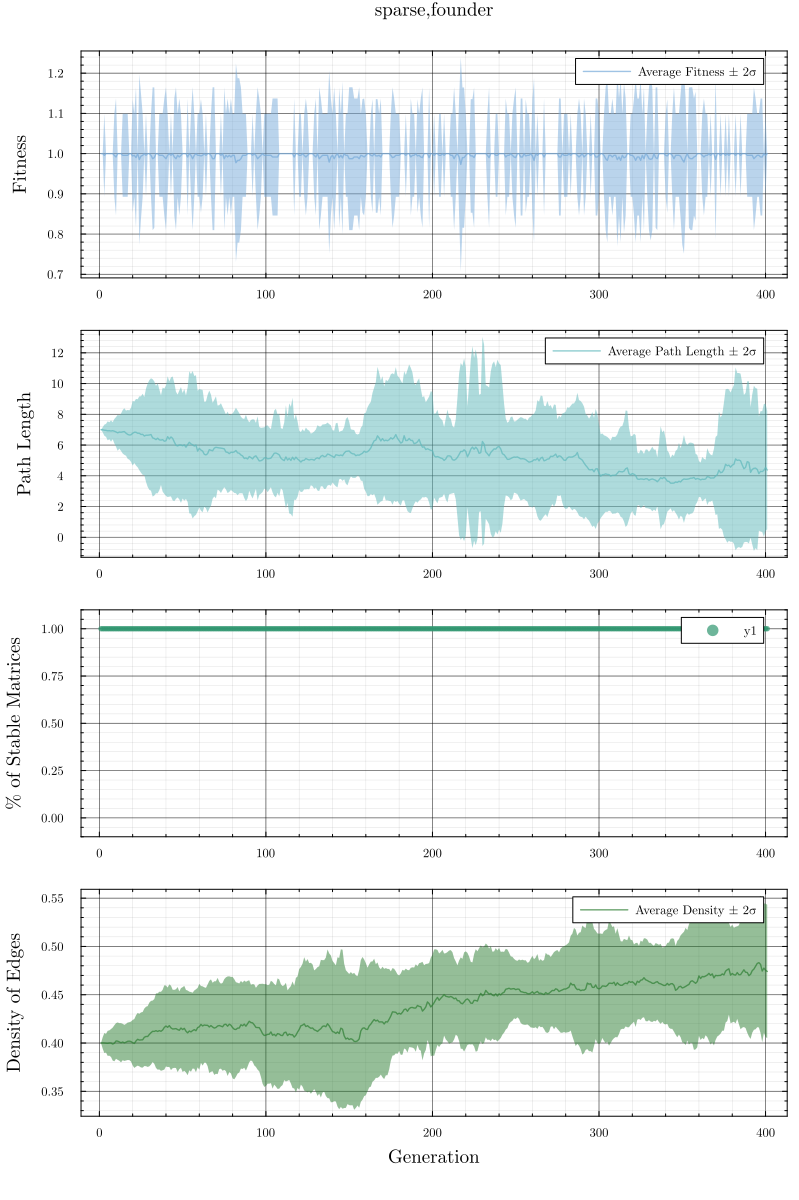 sparse,founder
Fitness
1.2
1.1
1.0
0.9
0.8
0.7
Average Fitness ± 2σ
0 100 200 300 400
Path Length
12
10
8
6
4
2
0
Average Path Length ± 2σ
0 100 200 300 400
% of Stable Matrices
1.00
0.75
0.50
0.25
0.00
y1
0 100 200 300 400
Density of Edges
0.55
0.50
0.45
0.40
0.35
Average Density ± 2σ
0 100 200 300 400
Generation